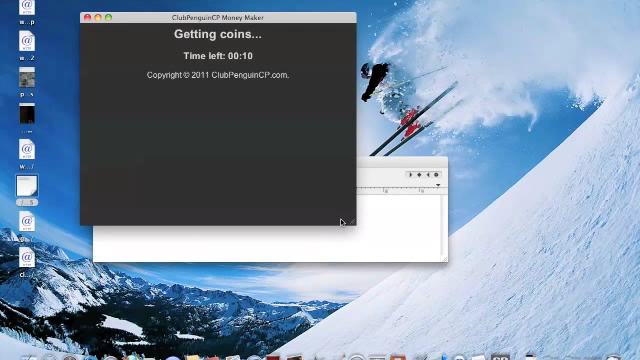 ClubPenguinCP Money Maker
Getting coins...
Time left: 00:10
Copyright © 2011 ClubPenguinCP.com.